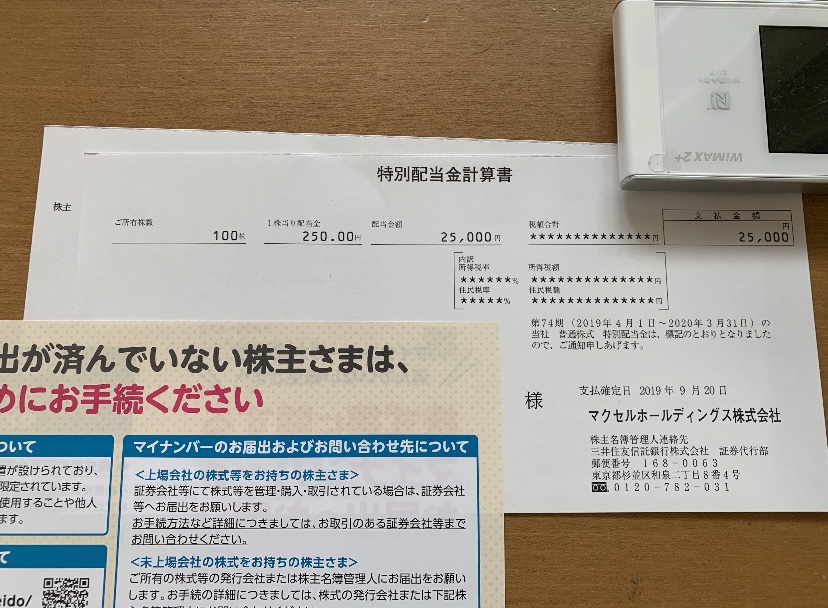 WiMAX 2+
特別配当金計算書
株主
ご所有株数
100株
1株当り配当金
250.00円
配当金額
25,000円
税額合計
*************円
支払金額
円
25,000
内訳
所得税率
******%
住民税率
*****%
所得税額
*************円
住民税額
*************円
第74期(2019年4月1日~2020年3月31日)の
当社 普通株式 特別配当金は、標記のとおりとなりました
ので、ご通知申しあげます。
様
支払確定日 2019年9月20日
マクセルホールディングス株式会社
株主名簿管理人連絡先
三井住友信託銀行株式会社 証券代行部
郵便番号 168-0063
東京都杉並区和泉二丁目8番4号
0120-782-031
出が済んでいない株主さまは、
めにお手続ください
ついて
置が設けられており、
限定されています。
使用することや他人
ます。
て
eido/
マイナンバーのお届出およびお問い合わせ先について
<上場会社の株式等をお持ちの株主さま>
証券会社等にて株式等を管理・購入・取引されている場合は、証券会社
等へお届出をお願いします。
お手続方法など詳細につきましては、お取引のある証券会社等まで
お問い合わせください。
<未上場会社の株式をお持ちの株主さま>
ご所有の株式等の発行会社または株主名簿管理人にお届出をお願い
します。お手続の詳細につきましては、株式の発行会社または下記株